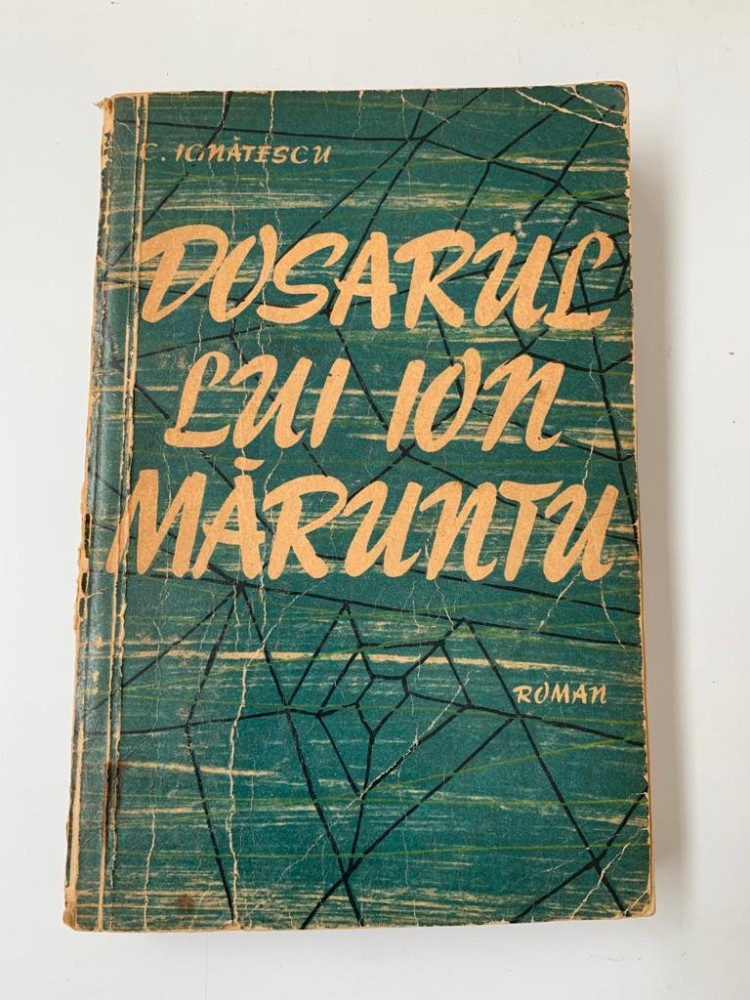 C. IGNĂTESCU
DOSARUL
LUI ION
MĂRUNTU
ROMAN